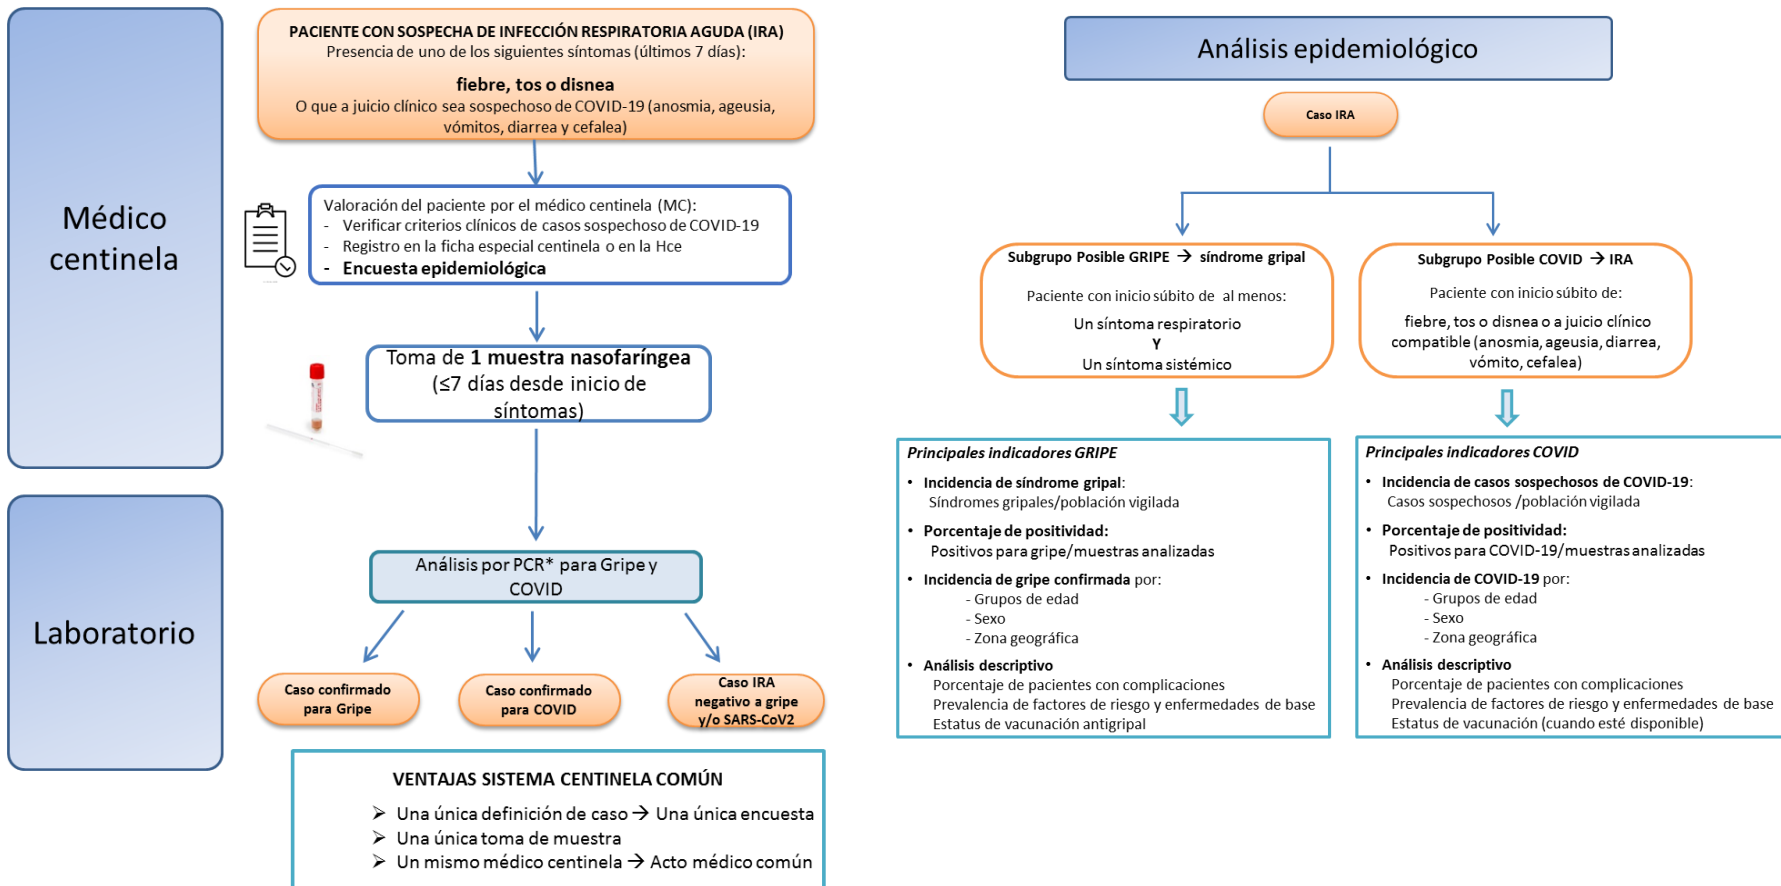 Médico
centinela
PACIENTE CON SOSPECHA DE INFECCIÓN RESPIRATORIA AGUDA (IRA)
Presencia de uno de los siguientes síntomas (últimos 7 días):
fiebre, tos o disnea
O que a juicio clínico sea sospechoso de COVID-19 (anosmia, ageusia,
vómitos, diarrea y cefalea)
Valoración del paciente por el médico centinela (MC):
- Verificar criterios clínicos de casos sospechoso de COVID-19
- Registro en la ficha especial centinela o en la Hce
- Encuesta epidemiológica
Toma de 1 muestra nasofaríngea
(≤7 días desde inicio de
síntomas)
Laboratorio
Análisis por PCR* para Gripe y
COVID
Caso confirmado
para Gripe
Caso confirmado
para COVID
Caso IRA
negativo a gripe
y/o SARS-CoV2
VENTAJAS SISTEMA CENTINELA COMÚN
➢ Una única definición de caso → Una única encuesta
➢ Una única toma de muestra
➢ Un mismo médico centinela → Acto médico común
Análisis epidemiológico
Caso IRA
Subgrupo Posible GRIPE → síndrome gripal
Paciente con inicio súbito de al menos:
Un síntoma respiratorio
Y
Un síntoma sistémico
Subgrupo Posible COVID → IRA
Paciente con inicio súbito de:
fiebre, tos o disnea o a juicio clínico
compatible (anosmia, ageusia, diarrea,
vómito, cefalea)
Principales indicadores GRIPE
• Incidencia de síndrome gripal:
Síndromes gripales/población vigilada
• Porcentaje de positividad:
Positivos para gripe/muestras analizadas
• Incidencia de gripe confirmada por:
- Grupos de edad
- Sexo
- Zona geográfica
• Análisis descriptivo
Porcentaje de pacientes con complicaciones
Prevalencia de factores de riesgo y enfermedades de base
Estatus de vacunación antigripal
Principales indicadores COVID
• Incidencia de casos sospechosos de COVID-19:
Casos sospechosos /población vigilada
• Porcentaje de positividad:
Positivos para COVID-19/muestras analizadas
• Incidencia de COVID-19 por:
- Grupos de edad
- Sexo
- Zona geográfica
• Análisis descriptivo
Porcentaje de pacientes con complicaciones
Prevalencia de factores de riesgo y enfermedades de base
Estatus de vacunación (cuando esté disponible)